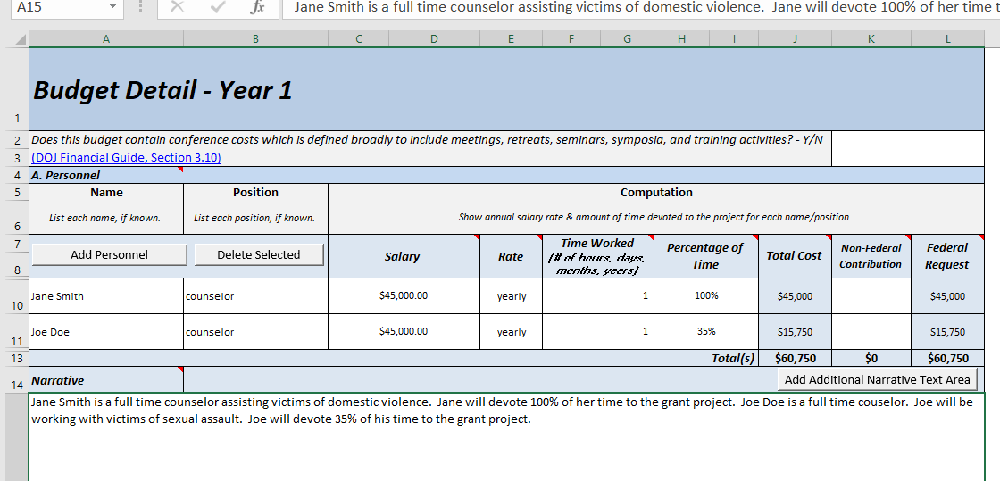 A15 fx Jane Smith is a full time counselor assisting victims of domestic violence. Jane will devote 100% of her time t
A B C D E F G H I J K L
1 Budget Detail - Year 1
2 Does this budget contain conference costs which is defined broadly to include meetings, retreats, seminars, symposia, and training activities? - Y/N
3 (DOJ Financial Guide, Section 3.10)
4 A. Personnel
5 Name Position Computation
6 List each name, if known. List each position, if known. Show annual salary rate & amount of time devoted to the project for each name/position.
7
8
Add Personnel Delete Selected
Salary
Rate
Time Worked
(# of hours, days,
months, years)
Percentage of
Time
Total Cost
Non-Federal
Contribution
Federal
Request
10 Jane Smith counselor $45,000.00 yearly 1 100% $45,000 $45,000
11 Joe Doe counselor $45,000.00 yearly 1 35% $15,750 $15,750
13 Total(s) $60,750 $0 $60,750
14 Narrative Add Additional Narrative Text Area
Jane Smith is a full time counselor assisting victims of domestic violence. Jane will devote 100% of her time to the grant project. Joe Doe is a full time couselor. Joe will be
working with victims of sexual assault. Joe will devote 35% of his time to the grant project.